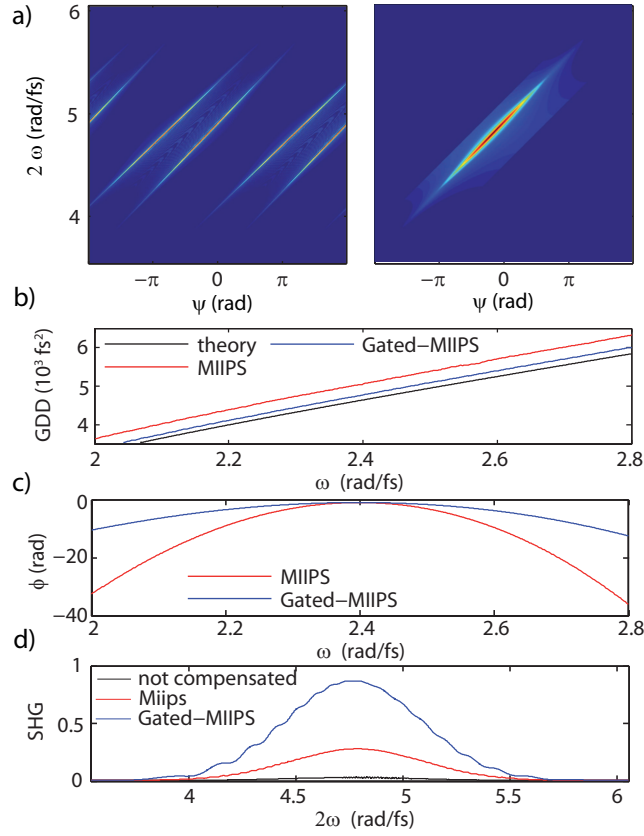 a)
6
5
4
2 ω (rad/fs)
−π 0 π
ψ (rad)
−π 0 π
ψ (rad)
b)
6
5
4
GDD (10³ fs²)
theory
Gated−MIIPS
MIIPS
2 2.2 2.4 2.6 2.8
ω (rad/fs)
c)
0
−20
−40
ϕ (rad)
MIIPS
Gated−MIIPS
2 2.2 2.4 2.6 2.8
ω (rad/fs)
d)
1
0.5
0
SHG
not compensated
Miips
Gated−MIIPS
4 4.5 5 5.5 6
2ω (rad/fs)